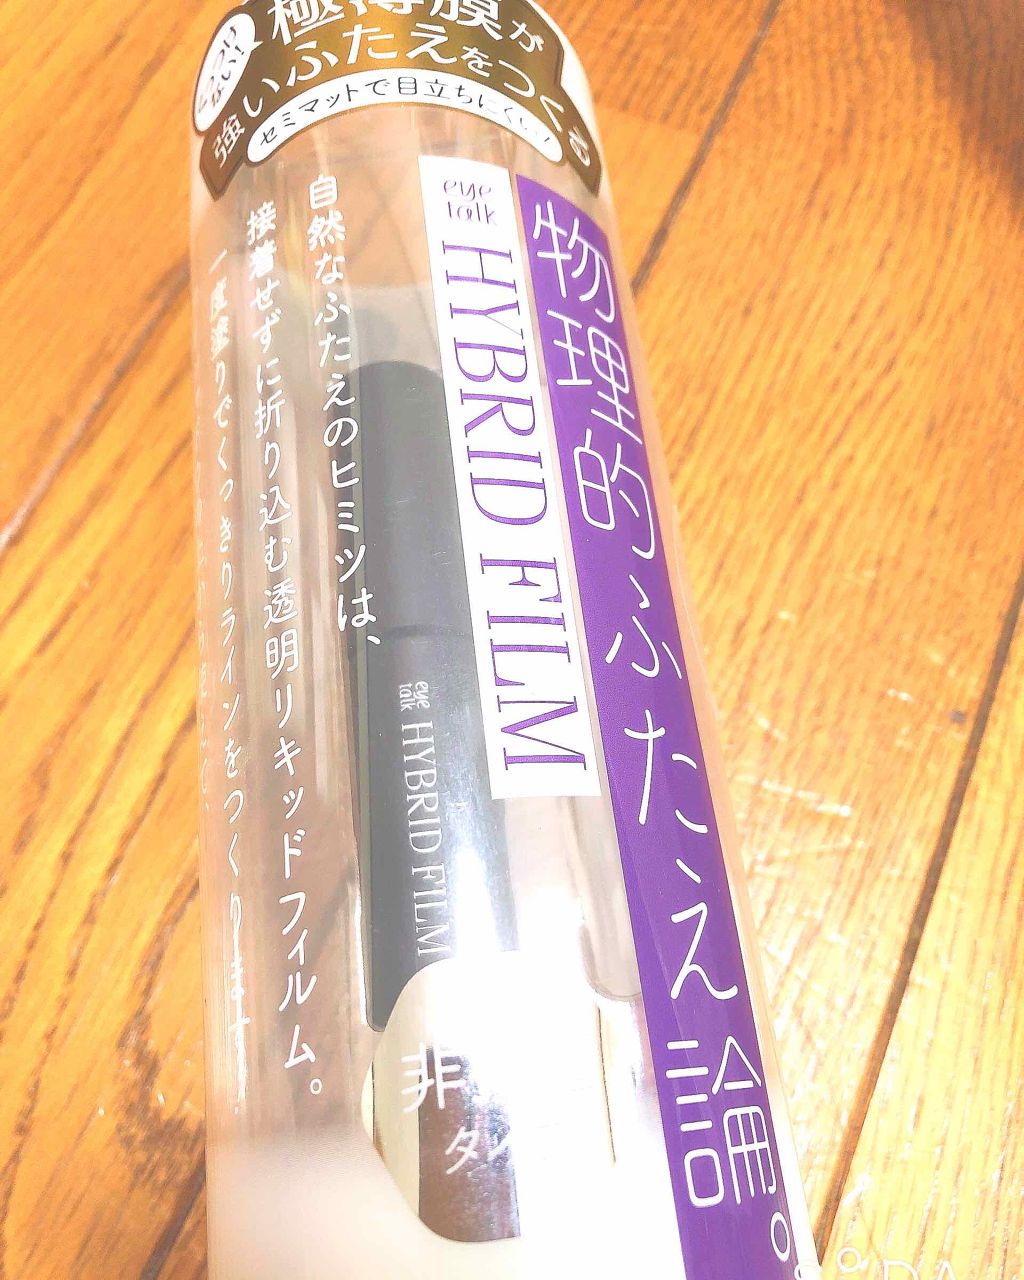 極薄膜が
強いふたえをつくる
セミマットで目立ちにくい!
物理的ふたえ論。
eye
talk
HYBRID FILM
自然なふたえのヒミツは、
接着せずに折り込む透明リキッドフィルム。
一度塗りでくっきりラインをつくります。
eye
talk
HYBRID FILM
非